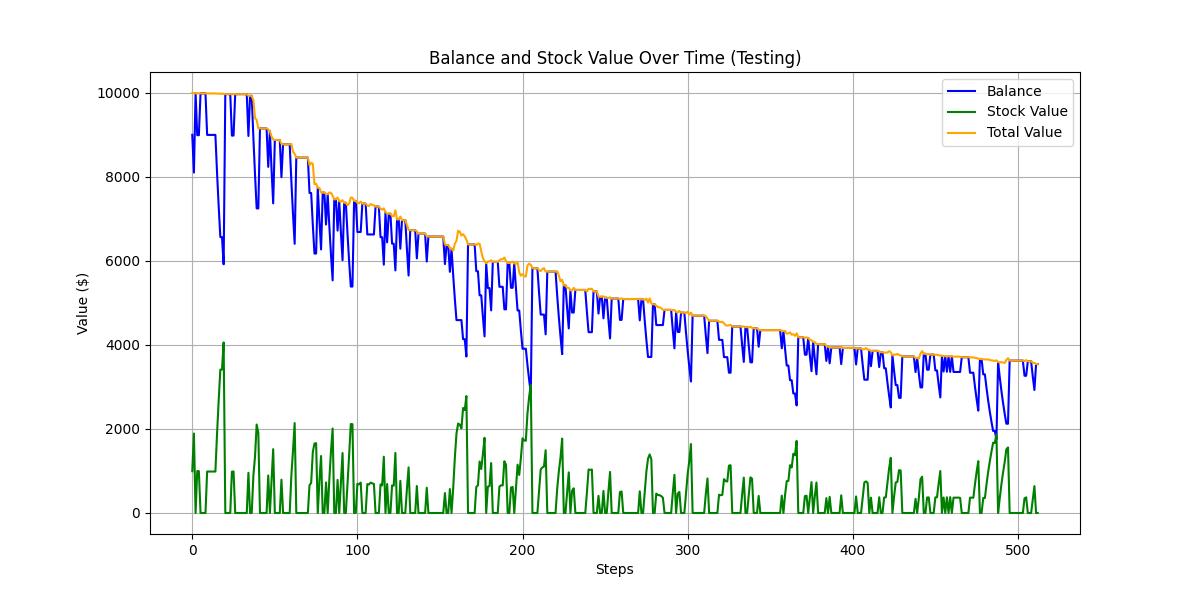 Balance and Stock Value Over Time (Testing)
Balance
Stock Value
Total Value
Value ($)
10000
8000
6000
4000
2000
0
0 100 200 300 400 500
Steps